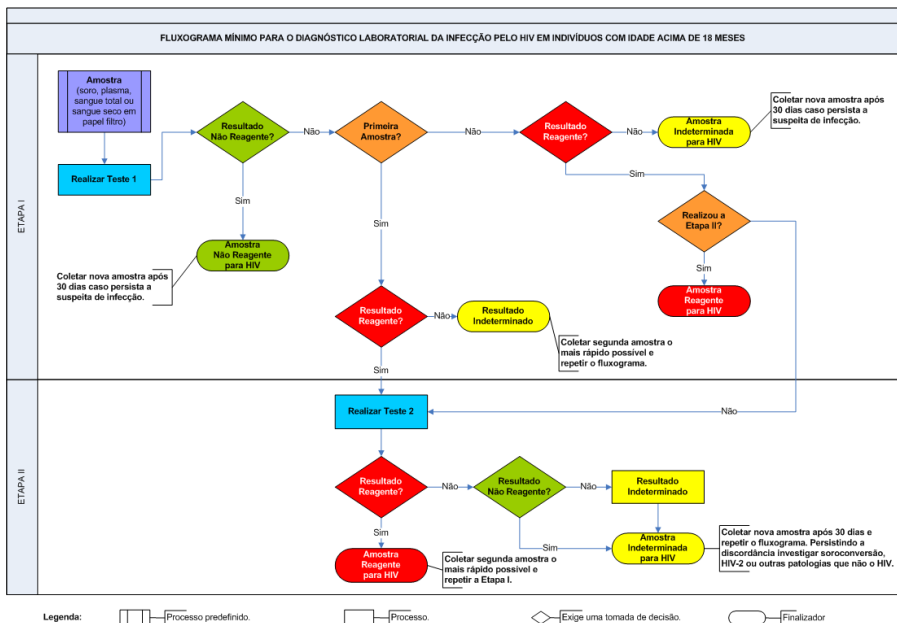 FLUXOGRAMA MÍNIMO PARA O DIAGNÓSTICO LABORATORIAL DA INFECÇÃO PELO HIV EM INDIVÍDUOS COM IDADE ACIMA DE 18 MESES
ETAPA I
Amostra
(soro, plasma,
sangue total ou
sangue seco em
papel filtro)
Realizar Teste 1
Resultado
Não Reagente?
Não
Sim
Amostra
Não Reagente
para HIV
Coletar nova amostra após
30 dias caso persista a
suspeita de infecção.
Primeira
Amostra?
Não
Sim
Resultado
Reagente?
Não
Amostra
Indeterminada
para HIV
Coletar nova amostra após
30 dias caso persista a
suspeita de infecção.
Sim
Realizou a
Etapa II?
Sim
Amostra
Reagente
para HIV
Resultado
Reagente?
Não
Resultado
Indeterminado
Coletar segunda amostra o
mais rápido possível e
repetir o fluxograma.
Sim
ETAPA II
Realizar Teste 2
Não
Resultado
Reagente?
Não
Resultado
Não Reagente?
Não
Resultado
Indeterminado
Sim
Amostra
Reagente
para HIV
Coletar segunda amostra o
mais rápido possível e
repetir a Etapa I.
Sim
Amostra
Indeterminada
para HIV
Coletar nova amostra após 30 dias e
repetir o fluxograma. Persistindo a
discordância investigar soroconversão,
HIV-2 ou outras patologias que não o HIV.
Legenda:
Processo predefinido.
Processo.
Exige uma tomada de decisão.
Finalizador